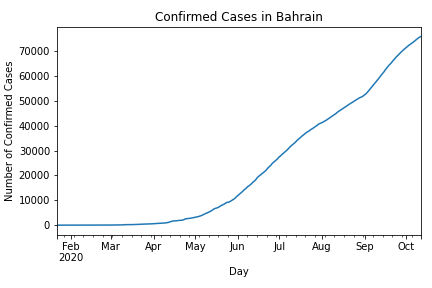 Confirmed Cases in Bahrain
Number of Confirmed Cases
70000
60000
50000
40000
30000
20000
10000
0
Feb Mar Apr May Jun Jul Aug Sep Oct
2020
Day